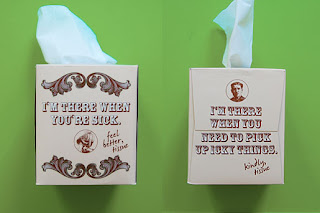 I'M THERE WHEN
YOU'RE SICK.
feel
better,
tissue
I'M THERE
WHEN YOU
NEED TO PICK
UP ICKY THINGS.
kindly,
tissue